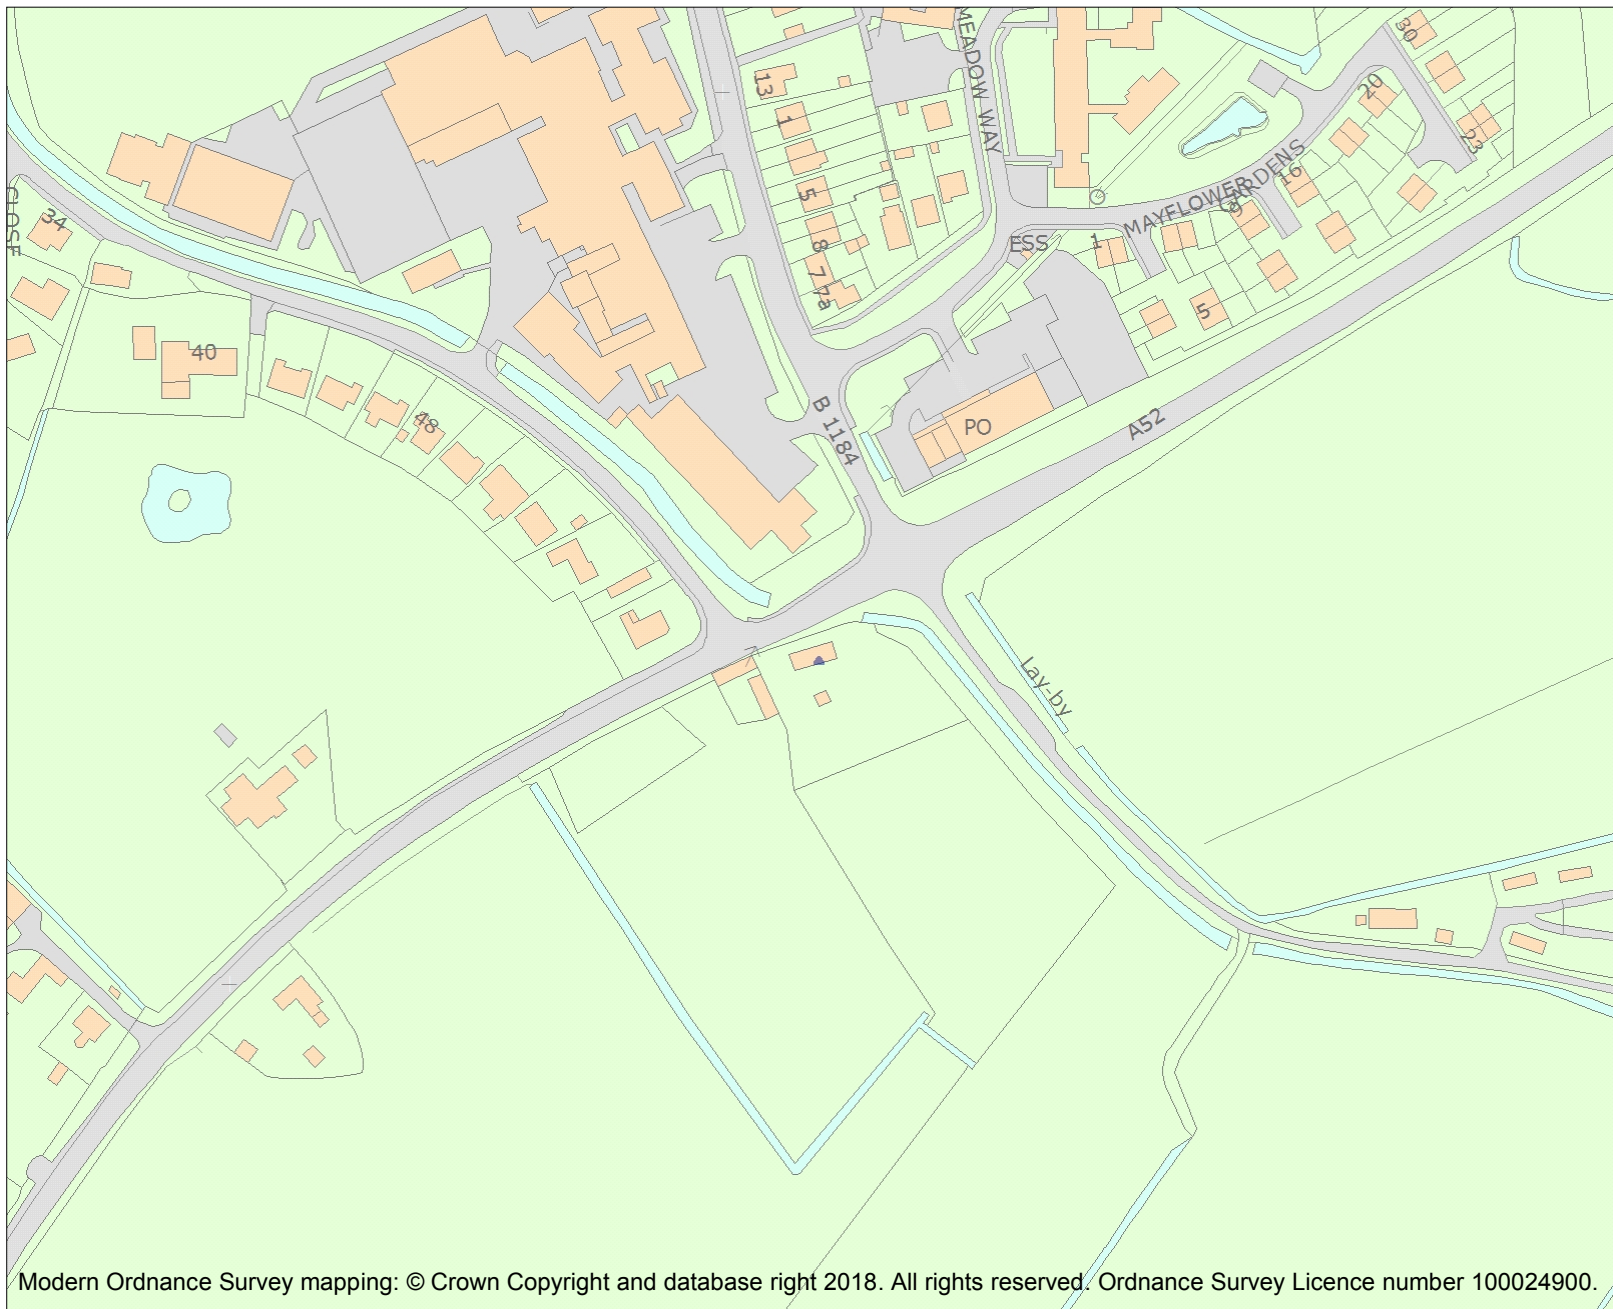 30
MEADOW WAY
13
20
1
23
CLOSE
34
5
16
GARDENS
MAYFLOWER
9
8
ESS
1
7
7a
5
40
B 1184
48
PO
A52
Lay-by
Modern Ordnance Survey mapping: © Crown Copyright and database right 2018. All rights reserved. Ordnance Survey Licence number 100024900.